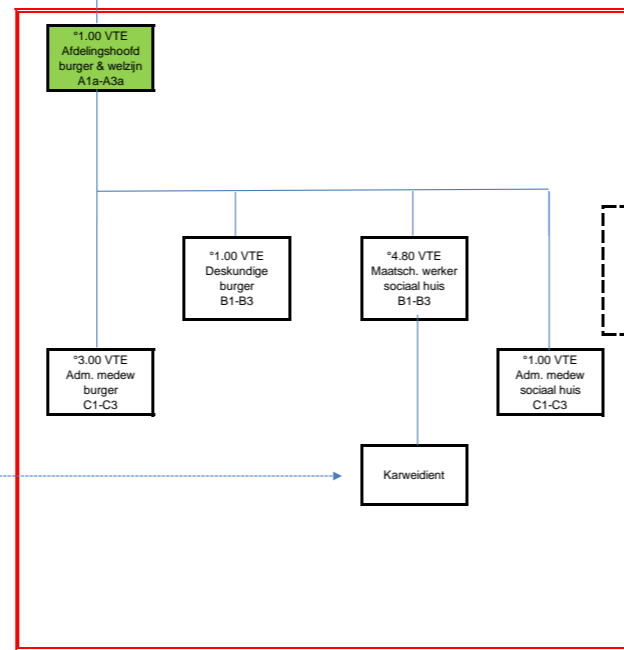 °1.00 VTE
Afdelingshoofd
burger & welzijn
A1a-A3a
°1.00 VTE
Deskundige
burger
B1-B3
°4.80 VTE
Maatsch. werker
sociaal huis
B1-B3
°3.00 VTE
Adm. medew
burger
C1-C3
°1.00 VTE
Adm. medew
sociaal huis
C1-C3
Karweidient